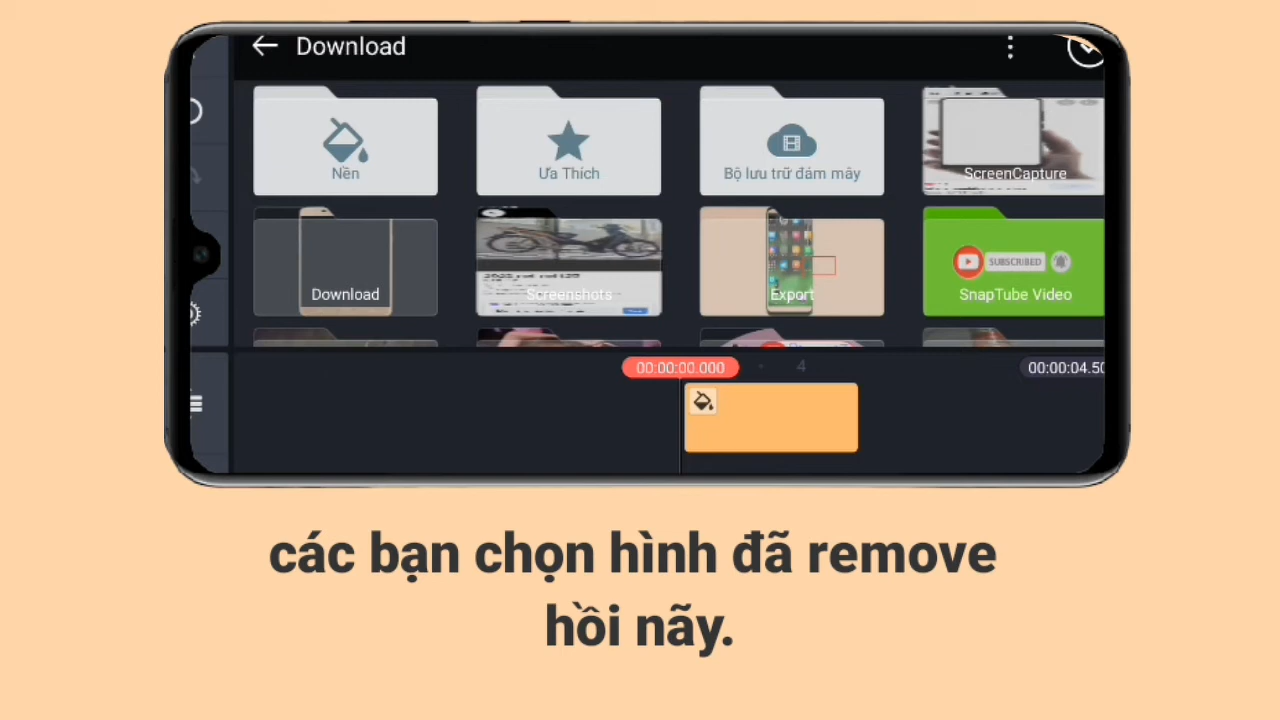 Download
Nền
Ưa Thích
Bộ lưu trữ đám mây
ScreenCapture
Download
Screenshots
Export
SUBSCRIBED
SnapTube Video
00:00:00.000
4
00:00:04.50
các bạn chọn hình đã remove
hồi nãy.